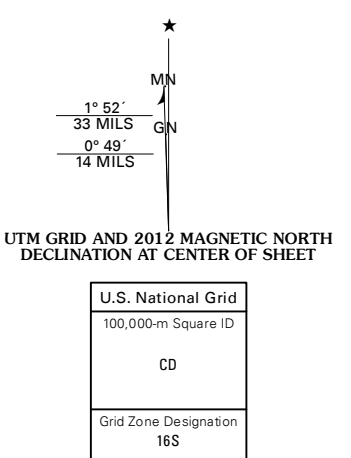 ★
MN
1° 52´
33 MILS
GN
0° 49´
14 MILS
UTM GRID AND 2012 MAGNETIC NORTH
DECLINATION AT CENTER OF SHEET
U.S. National Grid
100,000-m Square ID
CD
Grid Zone Designation
16S